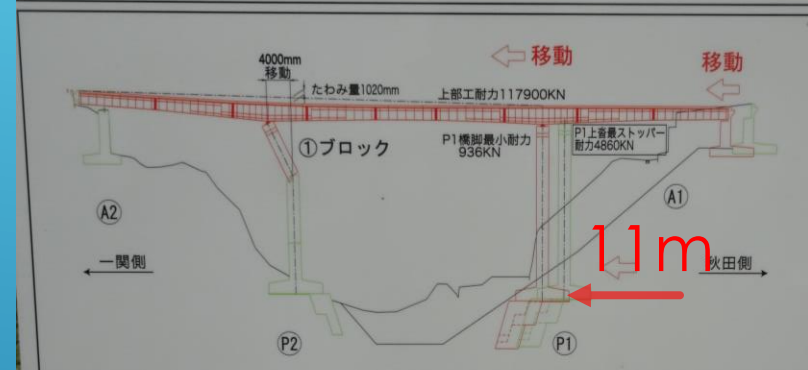 4000mm
移動
たわみ量1020mm
上部工耐力117900KN
移動
移動
①ブロック
P1橋脚最小耐力
936KN
P1上沓最ストッパー
耐力4860KN
A2
A1
一関側
11m
秋田側
P2
P1